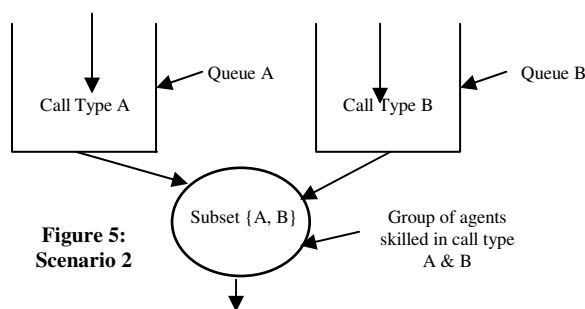 Queue A
Queue B
Call Type A
Call Type B
Subset {A, B}
Figure 5:
Scenario 2
Group of agents
skilled in call type
A & B